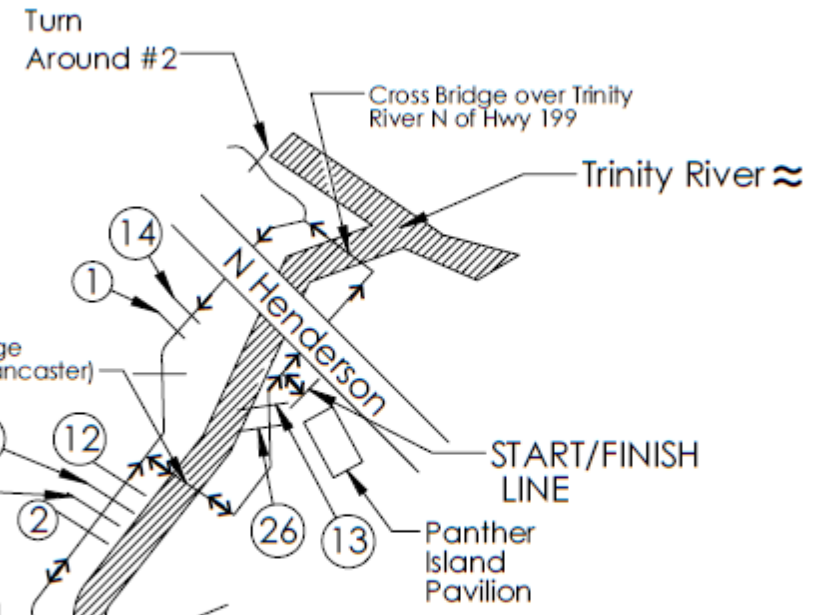 Turn
Around #2
Cross Bridge over Trinity
River N of Hwy 199
Trinity River ≈
14
1
N Henderson
ancaster)
12
2
26
13
START/FINISH
LINE
Panther
Island
Pavilion